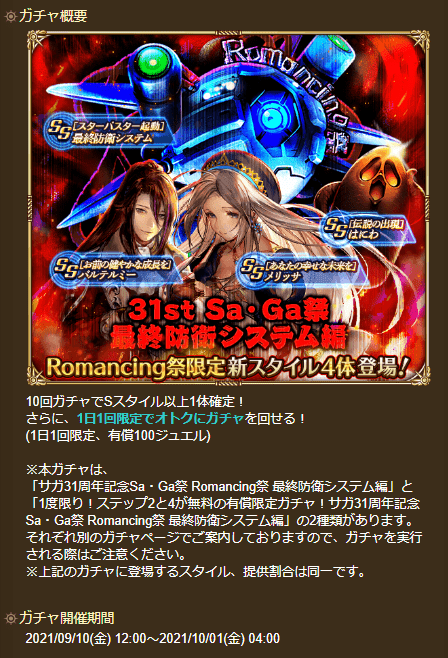 ガチャ概要
Romancing祭
SS [スターバスター起動]
最終防衛システム
SS [伝説の出現]
はにわ
SS [お前の健やかな成長を]
バルテルミー
SS [あなたの幸せな未来を]
メリッサ
31st Sa・Ga祭
最終防衛システム編
Romancing祭限定 新スタイル4体 登場!
10回ガチャでSスタイル以上1体確定！
さらに、1日1回限定でオトクにガチャを回せる！
(1日1回限定、有償100ジュエル)
※本ガチャは、
「サガ31周年記念Sa・Ga祭 Romancing祭 最終防衛システム編」と
「1度限り！ステップ2と4が無料の有償限定ガチャ！サガ31周年記念
Sa・Ga祭 Romancing祭 最終防衛システム編」の2種類があります。
それぞれ別のガチャページでご案内しておりますので、ガチャを実行
される際はご注意ください。
※上記のガチャに登場するスタイル、提供割合は同一です。
ガチャ開催期間
2021/09/10(金) 12:00～2021/10/01(金) 04:00